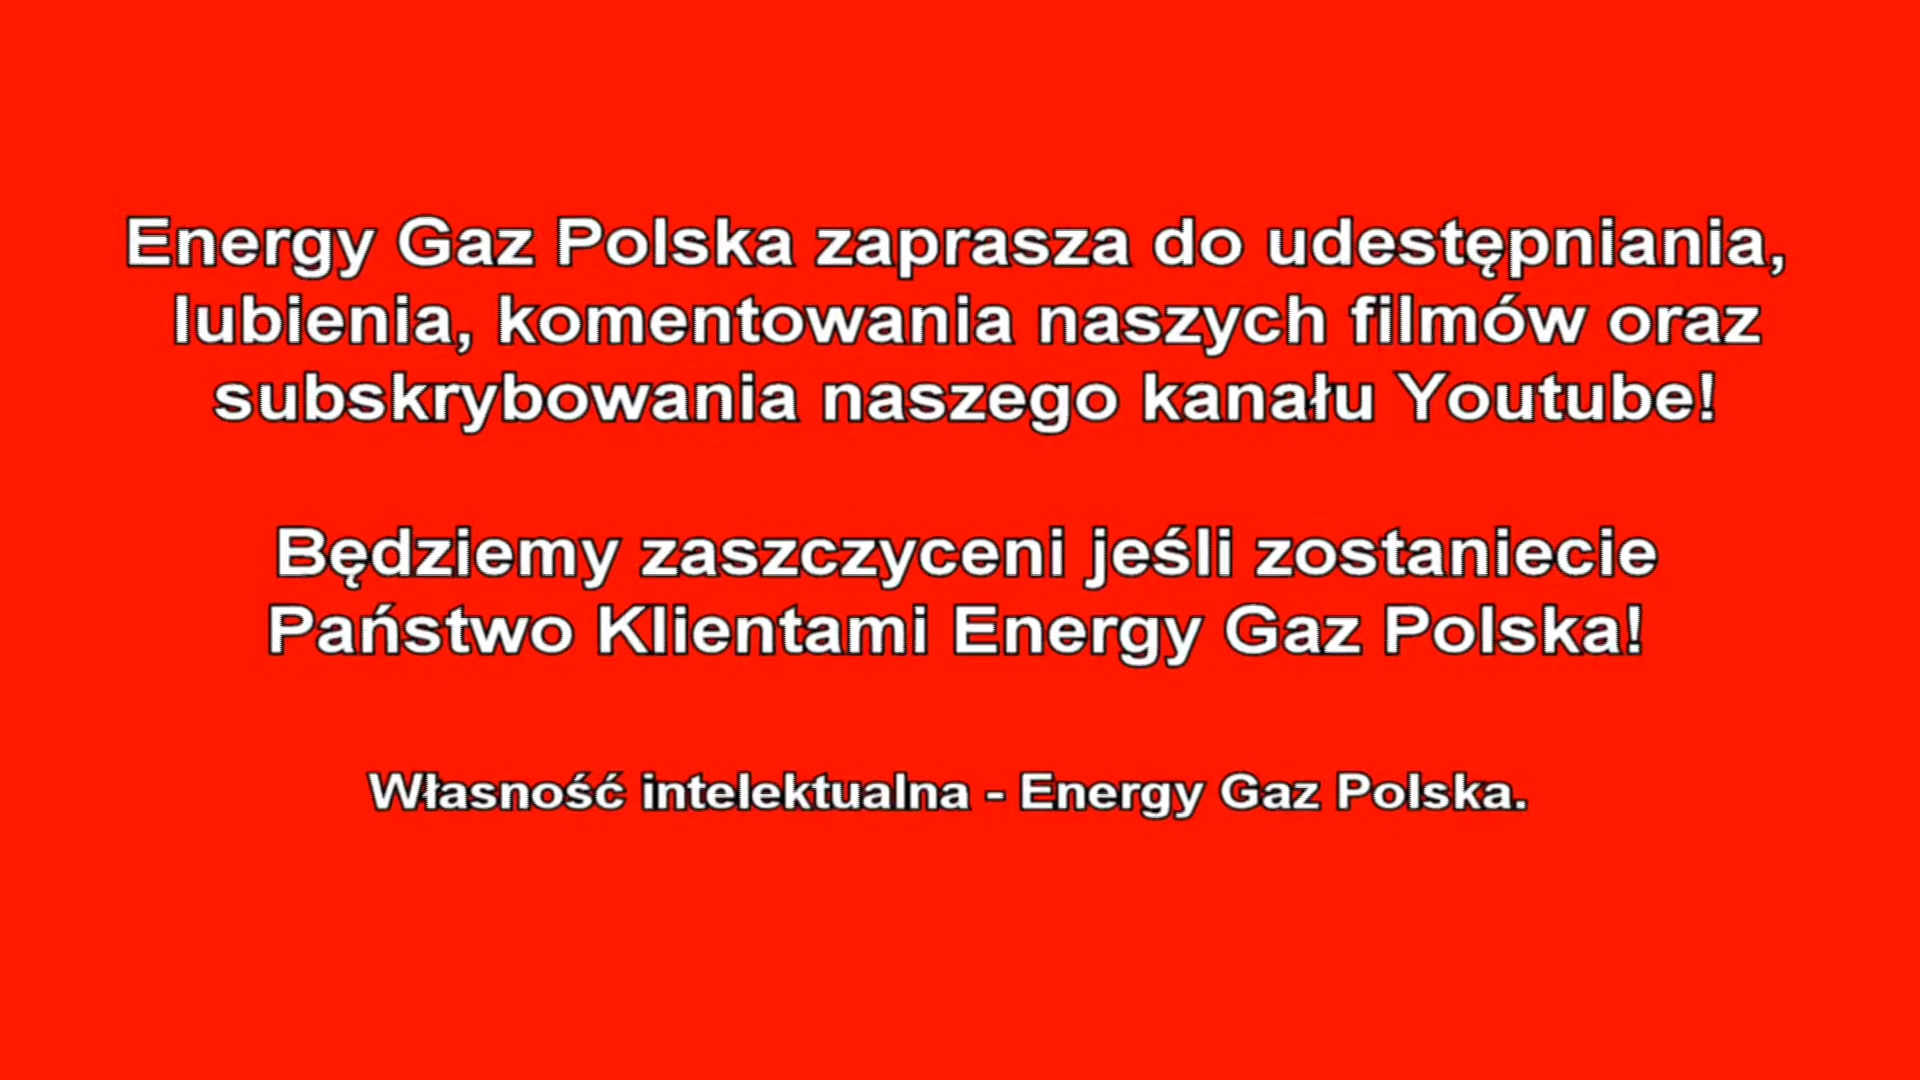 Energy Gaz Polska zaprasza do udestępniania,
lubienia, komentowania naszych filmów oraz
subskrybowania naszego kanału Youtube!
Będziemy zaszczyceni jeśli zostaniecie
Państwo Klientami Energy Gaz Polska!
Własność intelektualna - Energy Gaz Polska.